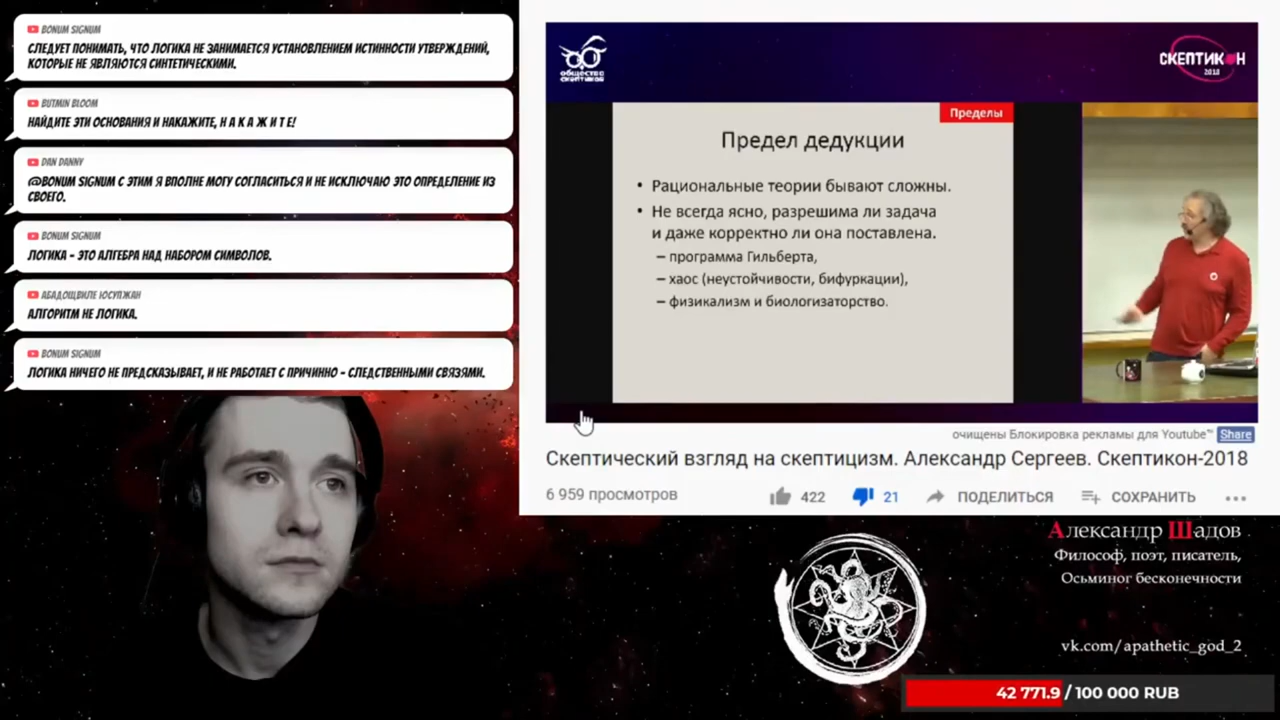 BONUM SIGNUM
СЛЕДУЕТ ПОНИМАТЬ, ЧТО ЛОГИКА НЕ ЗАНИМАЕТСЯ УСТАНОВЛЕНИЕМ ИСТИННОСТИ УТВЕРЖДЕНИЙ,
КОТОРЫЕ НЕ ЯВЛЯЮТСЯ СИНТЕТИЧЕСКИМИ.
BUTMIN BLOOM
НАЙДИТЕ ЭТИ ОСНОВАНИЯ И НАКАЖИТЕ, Н А К А Ж И Т Е!
DAN DANNY
@BONUM SIGNUM С ЭТИМ Я ВПОЛНЕ МОГУ СОГЛАСИТЬСЯ И НЕ ИСКЛЮЧАЮ ЭТО ОПРЕДЕЛЕНИЕ ИЗ
СВОЕГО.
BONUM SIGNUM
ЛОГИКА - ЭТО АЛГЕБРА НАД НАБОРОМ СИМВОЛОВ.
АБАДОЩВИЛЕ ЮСУПЖАН
АЛГОРИТМ НЕ ЛОГИКА.
BONUM SIGNUM
ЛОГИКА НИЧЕГО НЕ ПРЕДСКАЗЫВАЕТ, И НЕ РАБОТАЕТ С ПРИЧИННО - СЛЕДСТВЕННЫМИ СВЯЗЯМИ.
общество
скептиков
СКЕПТИКОН
2018
Пределы
Предел дедукции
• Рациональные теории бывают сложны.
• Не всегда ясно, разрешима ли задача
и даже корректно ли она поставлена.
– программа Гильберта,
– хаос (неустойчивости, бифуркации),
– физикализм и биологизаторство.
очищены Блокировка рекламы для Youtube™ Share
Скептический взгляд на скептицизм. Александр Сергеев. Скептикон-2018
6 959 просмотров 422 21 ПОДЕЛИТЬСЯ СОХРАНИТЬ
Александр Шадов
Философ, поэт, писатель,
Осьминог бесконечности
vk.com/apathetic_god_2
42 771.9 / 100 000 RUB